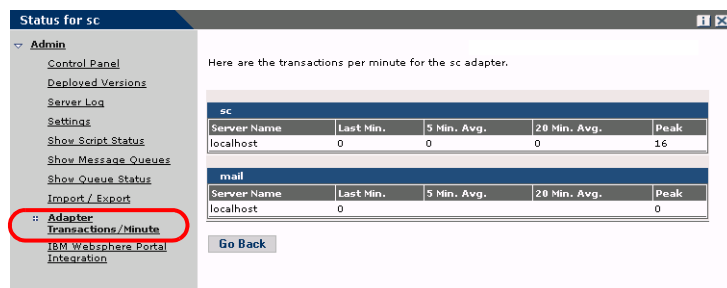 Status for sc
Admin
Control Panel
Deployed Versions
Server Log
Settings
Show Script Status
Show Message Queues
Show Queue Status
Import / Export
Adapter
Transactions/Minute
IBM Websphere Portal
Integration
Here are the transactions per minute for the sc adapter.
sc
Server Name Last Min. 5 Min. Avg. 20 Min. Avg. Peak
localhost 0 0 0 16
mail
Server Name Last Min. 5 Min. Avg. 20 Min. Avg. Peak
localhost 0 0
Go Back